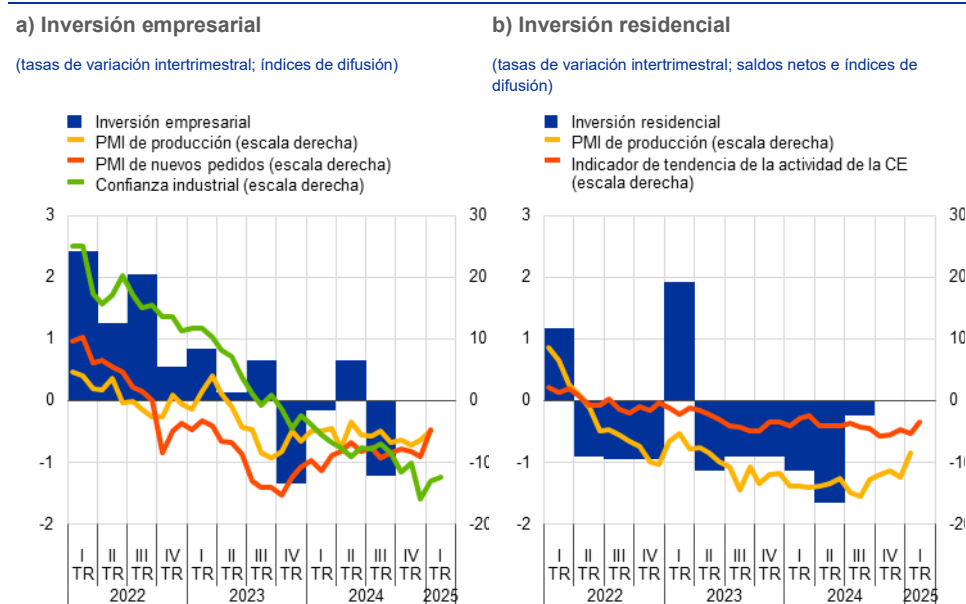 a) Inversión empresarial
(tasas de variación intertrimestral; índices de difusión)
Inversión empresarial
PMI de producción (escala derecha)
PMI de nuevos pedidos (escala derecha)
Confianza industrial (escala derecha)
3 30
2 20
1 10
0 0
-1 -10
-2 -20
I II III IV I II III IV I II III IV I
TR TR TR TR TR TR TR TR TR TR TR TR TR
2022 2023 2024 2025
b) Inversión residencial
(tasas de variación intertrimestral; saldos netos e índices de
difusión)
Inversión residencial
PMI de producción (escala derecha)
Indicador de tendencia de la actividad de la CE
(escala derecha)
3 30
2 20
1 10
0 0
-1 -10
-2 -20
I II III IV I II III IV I II III IV I
TR TR TR TR TR TR TR TR TR TR TR TR TR
2022 2023 2024 2025